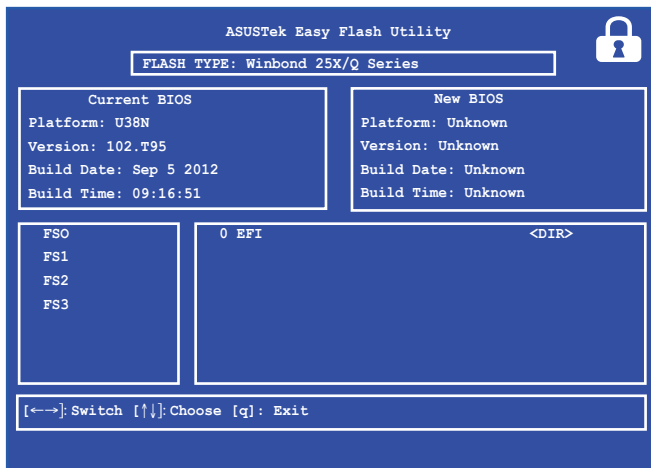 ASUSTek Easy Flash Utility
FLASH TYPE: Winbond 25X/Q Series
Current BIOS
Platform: U38N
Version: 102.T95
Build Date: Sep 5 2012
Build Time: 09:16:51
New BIOS
Platform: Unknown
Version: Unknown
Build Date: Unknown
Build Time: Unknown
FSO
FS1
FS2
FS3
0 EFI <DIR>
[←→]: Switch [↑↓]: Choose [q]: Exit